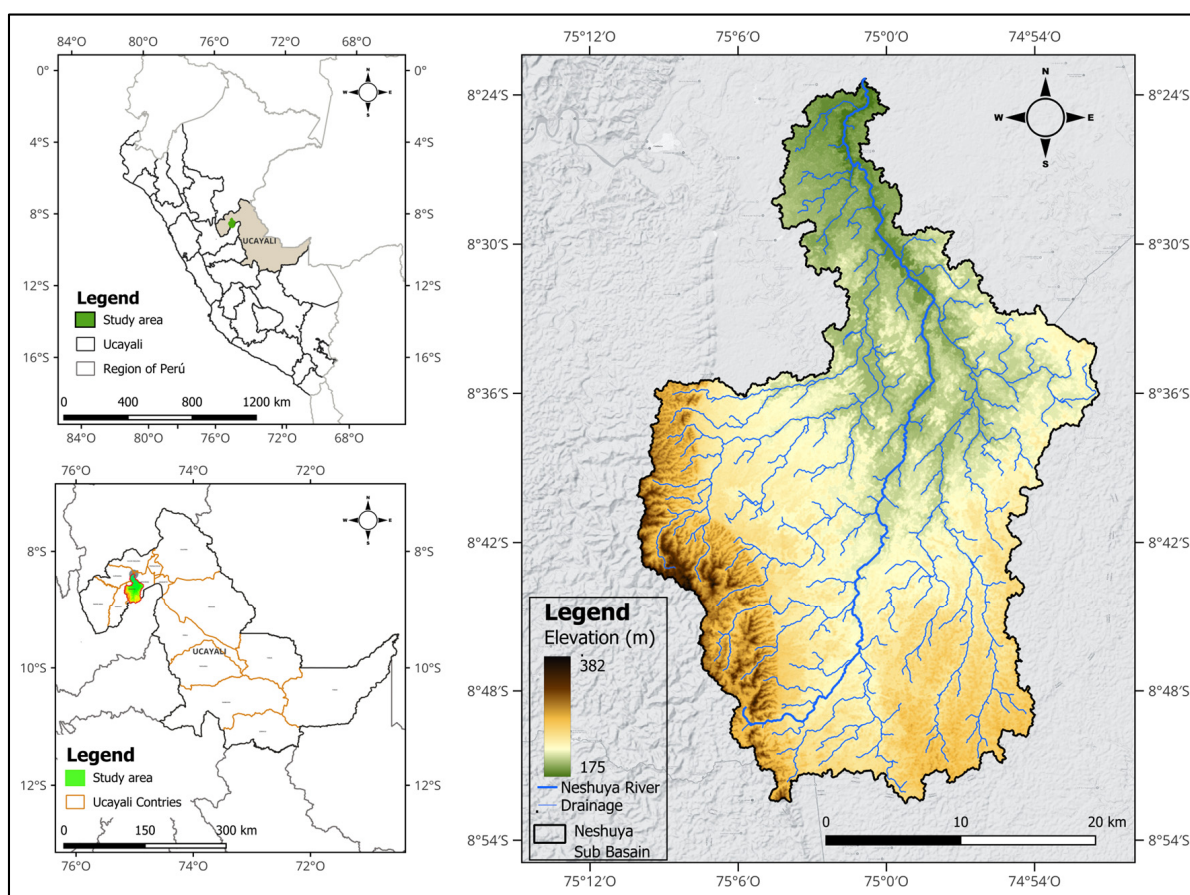 84°O 80°O 76°O 72°O 68°O
0°
4°S
8°S
12°S
16°S
0°
4°S
8°S
12°S
16°S
N
W E
S
UCAYALI
Legend
Study area
Ucayali
Region of Perú
0 400 800 1200 km
84°O 80°O 76°O 72°O 68°O
76°O 74°O 72°O
8°S
10°S
12°S
8°S
10°S
12°S
N
W E
S
UCAYALI
Legend
Study area
Ucayali Contries
0 150 300 km
76°O 74°O 72°O
75°12'O 75°6'O 75°0'O 74°54'O
8°24'S
8°30'S
8°36'S
8°42'S
8°48'S
8°54'S
8°24'S
8°30'S
8°36'S
8°42'S
8°48'S
8°54'S
N
W E
S
Legend
Elevation (m)
382
175
Neshuya River
Drainage
Neshuya
Sub Basain
0 10 20 km
75°12'O 75°6'O 75°0'O 74°54'O